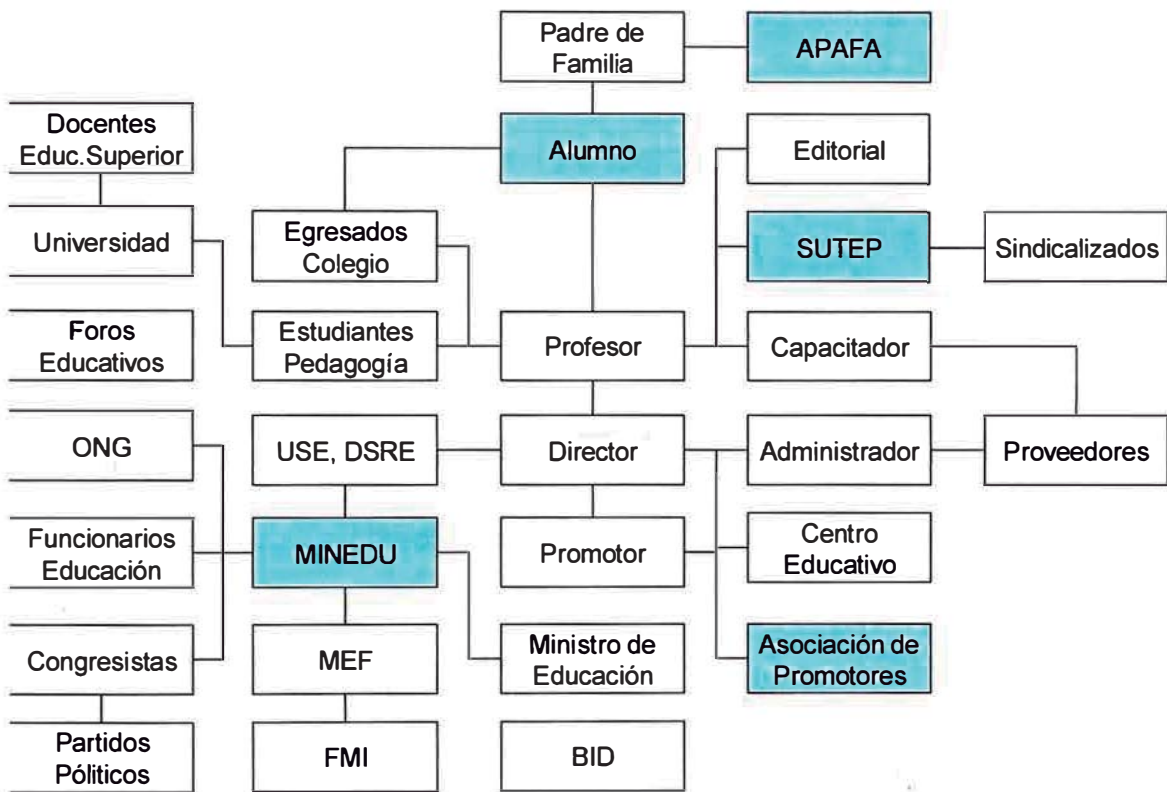 Padre de
Familia
APAFA
Docentes
Educ.Superior
Alumno
Editorial
Universidad
Egresados
Colegio
SUTEP
Sindicalizados
Foros
Educativos
Estudiantes
Pedagogía
Profesor
Capacitador
ONG
USE, DSRE
Director
Administrador
Proveedores
Funcionarios
Educación
MINEDU
Promotor
Centro
Educativo
Congresistas
MEF
Ministro de
Educación
Asociación de
Promotores
Partidos
Póliticos
FMI
BID